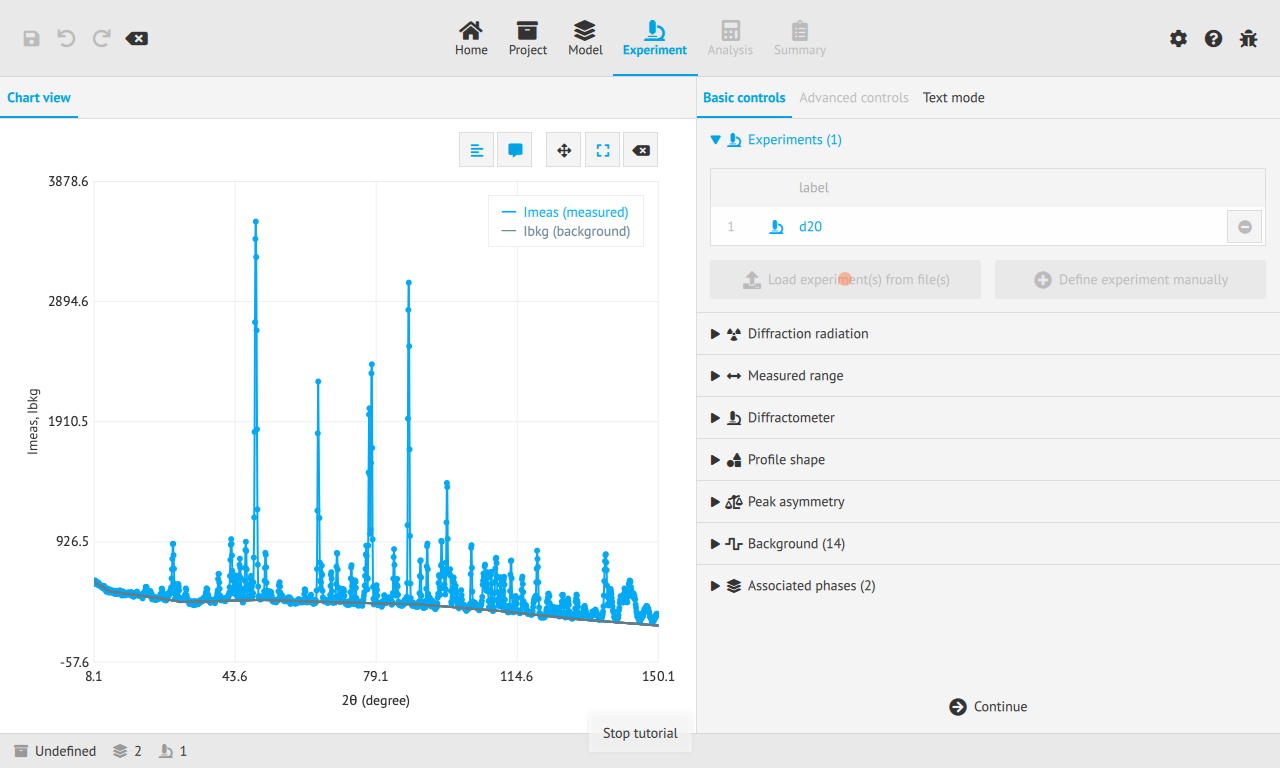 Home
Project
Model
Experiment
Analysis
Summary
Chart view
Basic controls
Advanced controls
Text mode
Experiments (1)
label
1
d20
Load experiment(s) from file(s)
Define experiment manually
Diffraction radiation
Measured range
Diffractometer
Profile shape
Peak asymmetry
Background (14)
Associated phases (2)
Continue
3878.6
2894.6
1910.5
926.5
-57.6
Imeas, Ibkg
Imeas (measured)
Ibkg (background)
8.1
43.6
79.1
114.6
150.1
2θ (degree)
Stop tutorial
Undefined
2
1